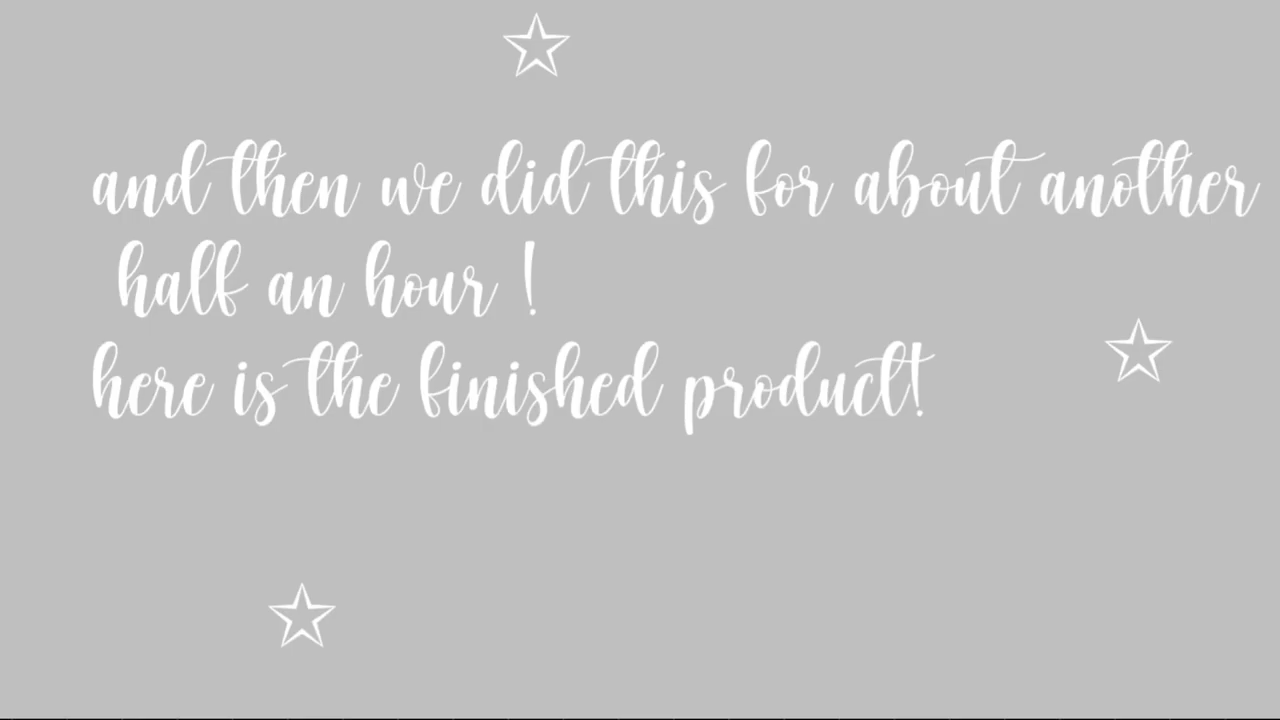 and then we did this for about another
half an hour !
here is the finished product!